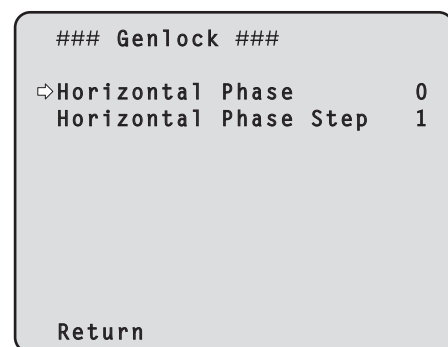 ### Genlock ###
⇨Horizontal Phase 0
Horizontal Phase Step 1
Return